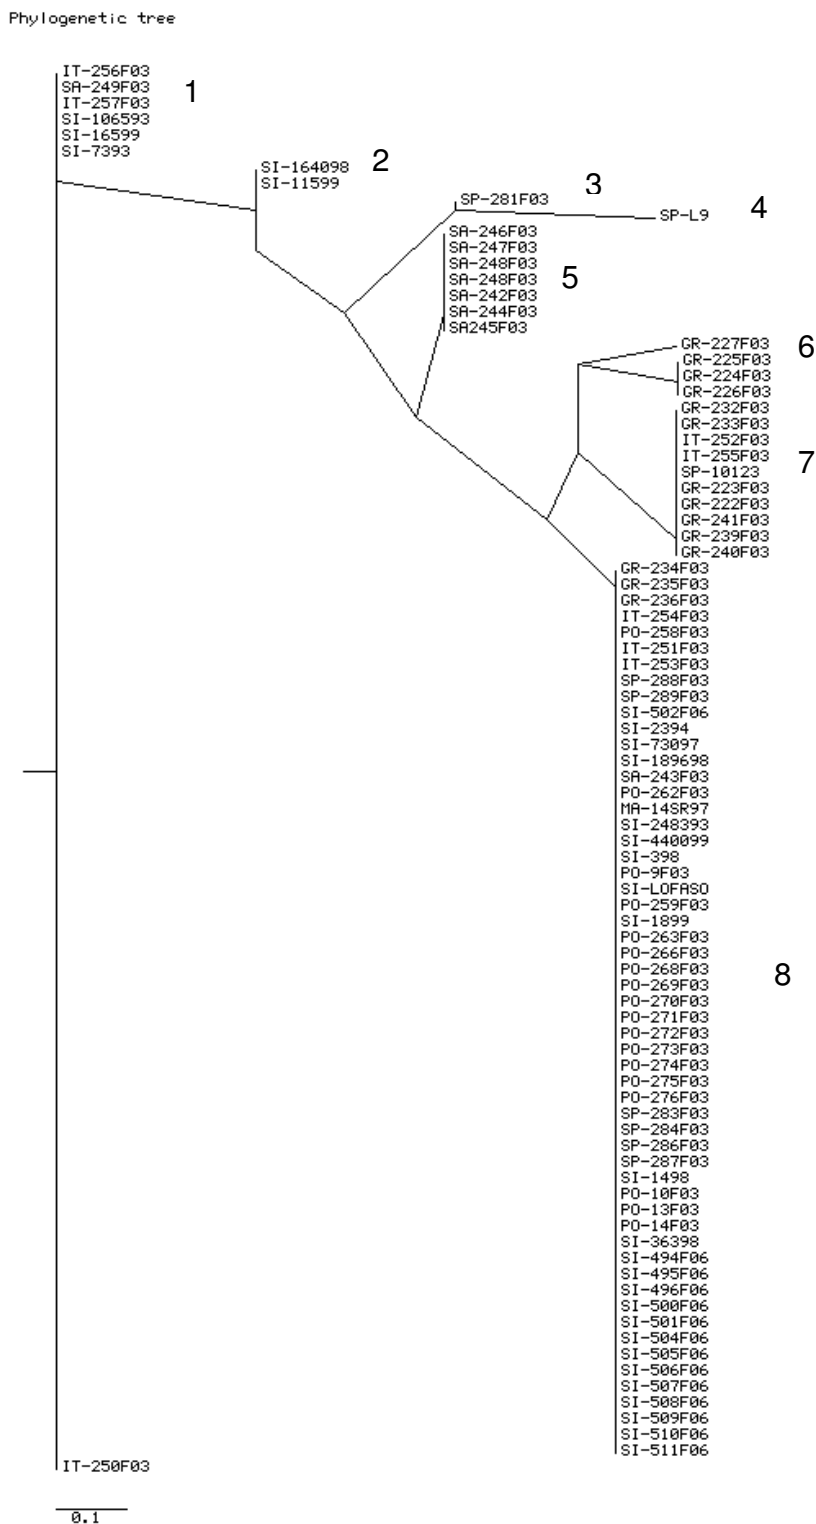 Phylogenetic tree
IT-256F03
SA-249F03
IT-257F03
SI-106593
SI-16599
SI-7393
1
SI-164098
SI-11599
2
SP-281F03
3
SP-L9
4
SA-246F03
SA-247F03
SA-248F03
SA-248F03
SA-242F03
SA-244F03
SA245F03
5
GR-227F03
6
GR-225F03
GR-224F03
GR-226F03
GR-232F03
GR-233F03
IT-252F03
IT-255F03
SP-10123
GR-223F03
GR-222F03
GR-241F03
GR-239F03
GR-240F03
7
GR-234F03
GR-235F03
GR-236F03
IT-254F03
PO-258F03
IT-251F03
IT-253F03
SP-288F03
SP-289F03
SI-502F06
SI-2394
SI-73097
SI-189698
SA-243F03
PO-262F03
MA-14SR97
SI-248393
SI-440099
SI-398
PO-9F03
SI-LOFASO
PO-259F03
SI-1899
PO-263F03
PO-266F03
PO-268F03
PO-269F03
PO-270F03
PO-271F03
PO-272F03
PO-273F03
PO-274F03
PO-275F03
PO-276F03
SP-283F03
SP-284F03
SP-286F03
SP-287F03
SI-1498
PO-10F03
PO-13F03
PO-14F03
SI-36398
SI-494F06
SI-495F06
SI-496F06
SI-500F06
SI-501F06
SI-504F06
SI-505F06
SI-506F06
SI-507F06
SI-508F06
SI-509F06
SI-510F06
SI-511F06
8
IT-250F03
0.1